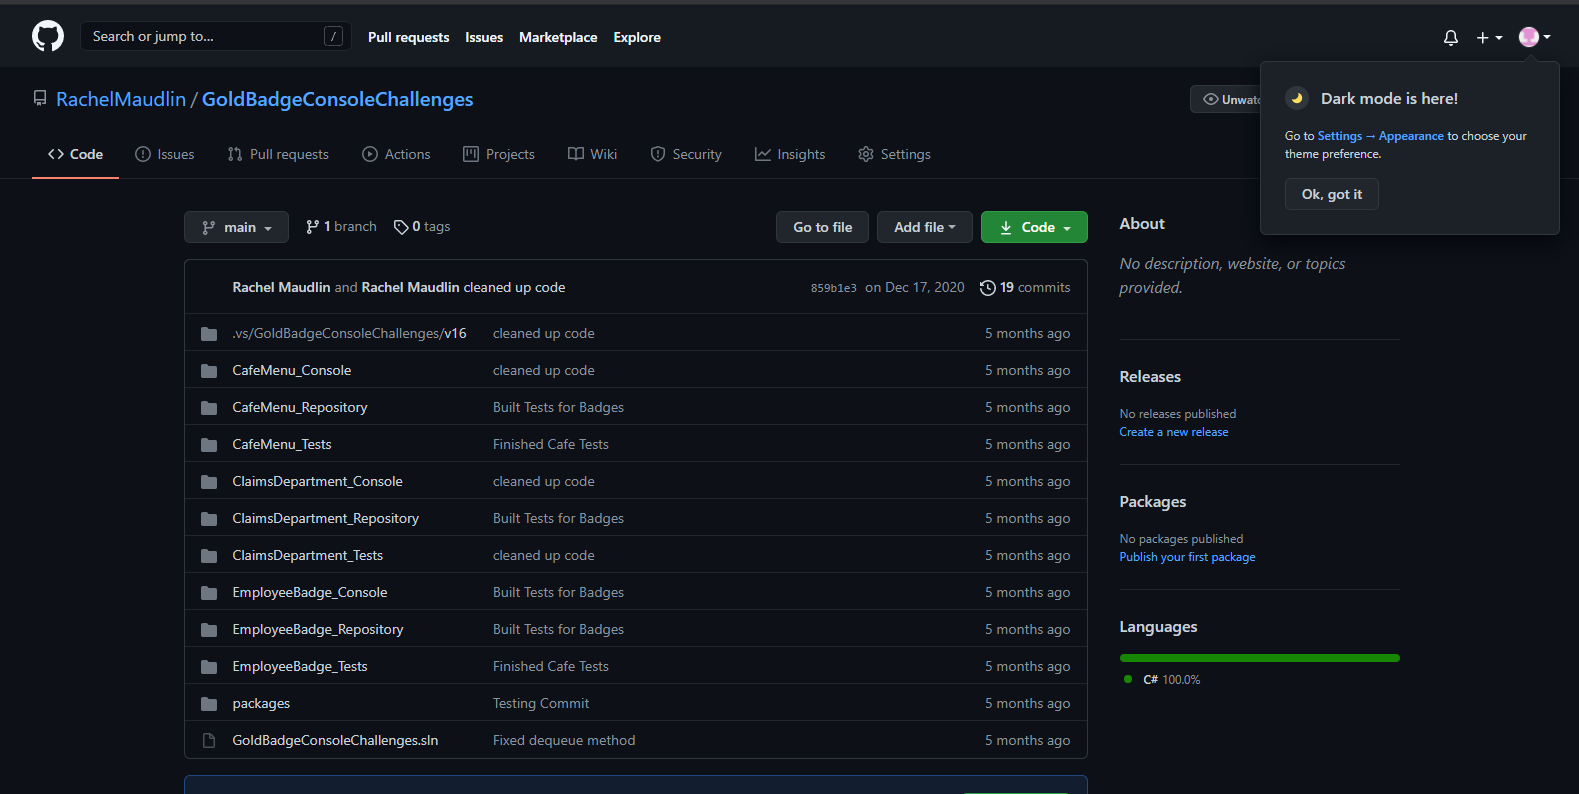 Search or jump to... /
Pull requests Issues Marketplace Explore
RachelMaudlin / GoldBadgeConsoleChallenges
Dark mode is here!
Go to Settings → Appearance to choose your
theme preference.
Ok, got it
Code Issues Pull requests Actions Projects Wiki Security Insights Settings
main 1 branch 0 tags Go to file Add file Code
Rachel Maudlin and Rachel Maudlin cleaned up code 859b1e3 on Dec 17, 2020 19 commits
.vs/GoldBadgeConsoleChallenges/v16 cleaned up code 5 months ago
CafeMenu_Console cleaned up code 5 months ago
CafeMenu_Repository Built Tests for Badges 5 months ago
CafeMenu_Tests Finished Cafe Tests 5 months ago
ClaimsDepartment_Console cleaned up code 5 months ago
ClaimsDepartment_Repository Built Tests for Badges 5 months ago
ClaimsDepartment_Tests cleaned up code 5 months ago
EmployeeBadge_Console Built Tests for Badges 5 months ago
EmployeeBadge_Repository Built Tests for Badges 5 months ago
EmployeeBadge_Tests Finished Cafe Tests 5 months ago
packages Testing Commit 5 months ago
GoldBadgeConsoleChallenges.sln Fixed dequeue method 5 months ago
About
No description, website, or topics
provided.
Releases
No releases published
Create a new release
Packages
No packages published
Publish your first package
Languages
C# 100.0%